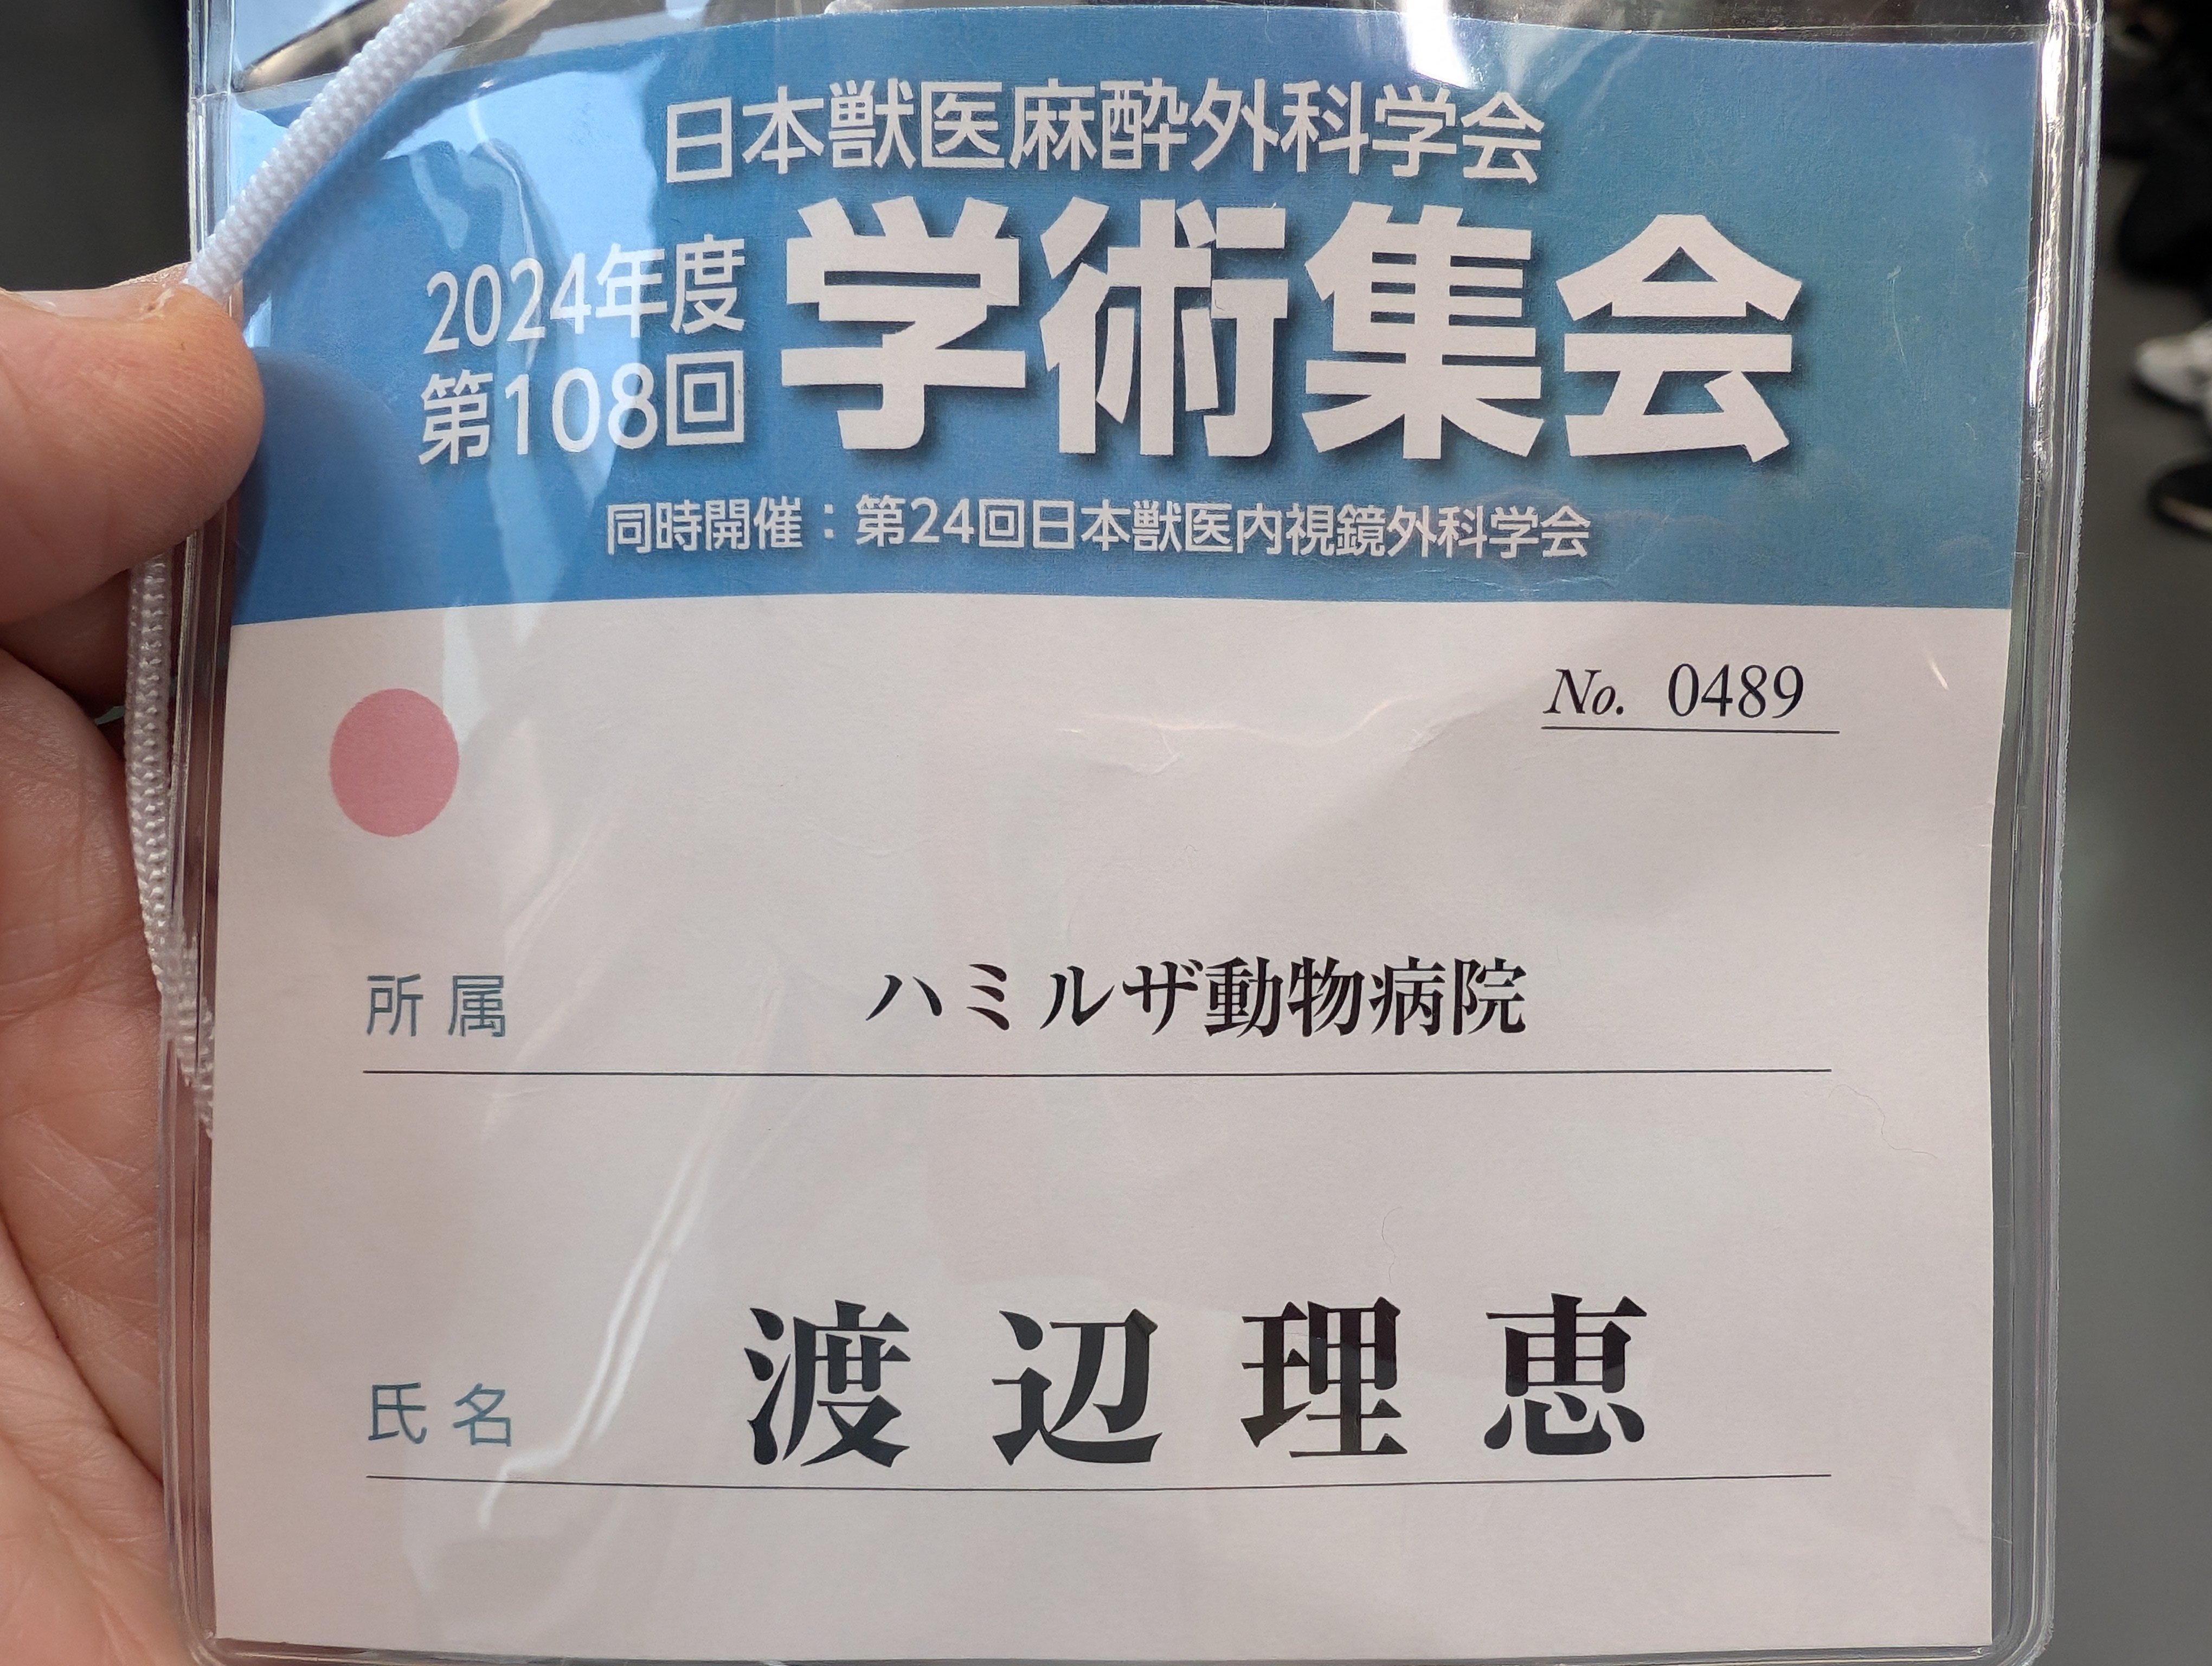 日本獣医麻酔外科学会
2024年度
第108回
学術集会
同時開催：第24回日本獣医内視鏡外科学会
No. 0489
所属 ハミルザ動物病院
氏名 渡辺理恵